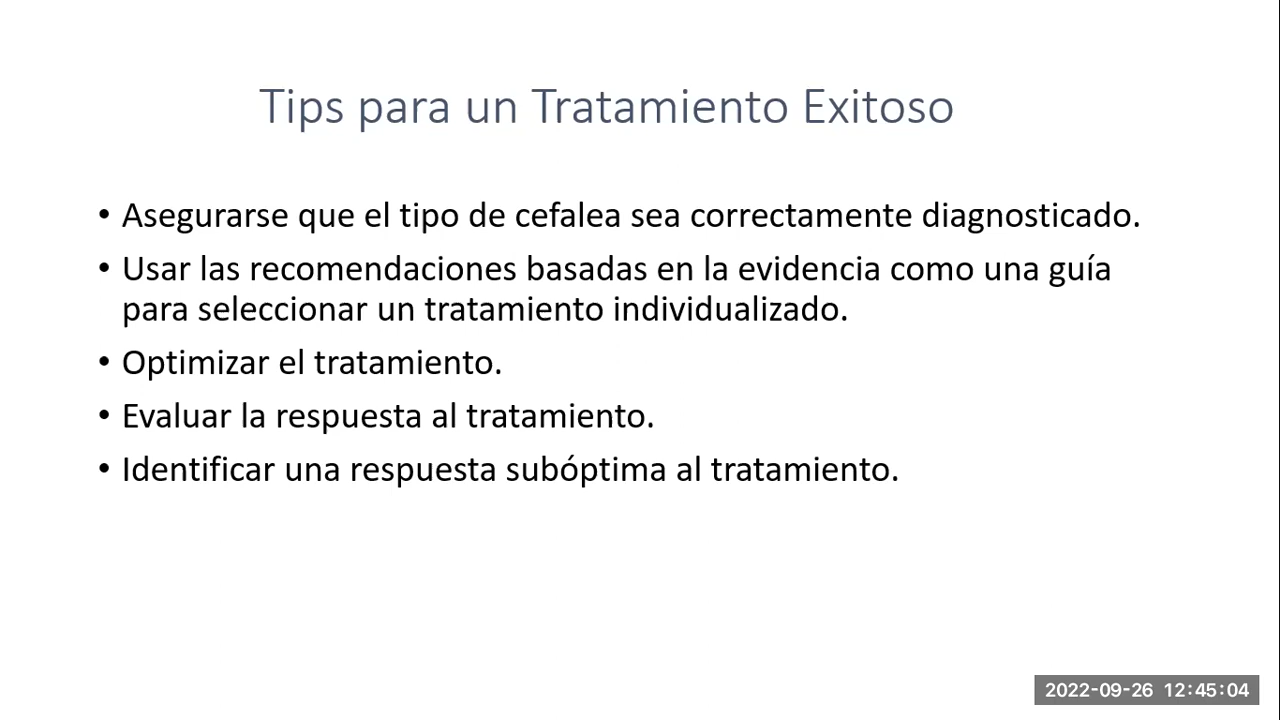 Tips para un Tratamiento Exitoso
• Asegurarse que el tipo de cefalea sea correctamente diagnosticado.
• Usar las recomendaciones basadas en la evidencia como una guía
para seleccionar un tratamiento individualizado.
• Optimizar el tratamiento.
• Evaluar la respuesta al tratamiento.
• Identificar una respuesta subóptima al tratamiento.
2022-09-26 12:45:04